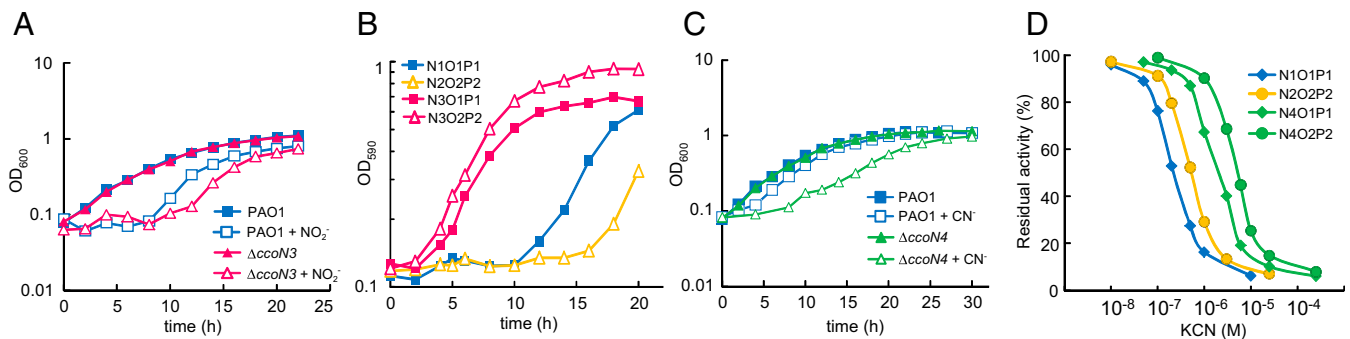 A
OD600
1
0.1
0.01
0 5 10 15 20 25
time (h)
PAO1
PAO1 + NO2-
ΔccoN3
ΔccoN3 + NO2-
B
OD590
1
0.1
0 5 10 15 20
time (h)
N1O1P1
N2O2P2
N3O1P1
N3O2P2
C
OD600
10
1
0.1
0.01
0 5 10 15 20 25 30
time (h)
PAO1
PAO1 + CN-
ΔccoN4
ΔccoN4 + CN-
D
Residual activity (%)
100
80
60
40
20
0
10-8 10-7 10-6 10-5 10-4
KCN (M)
N1O1P1
N2O2P2
N4O1P1
N4O2P2